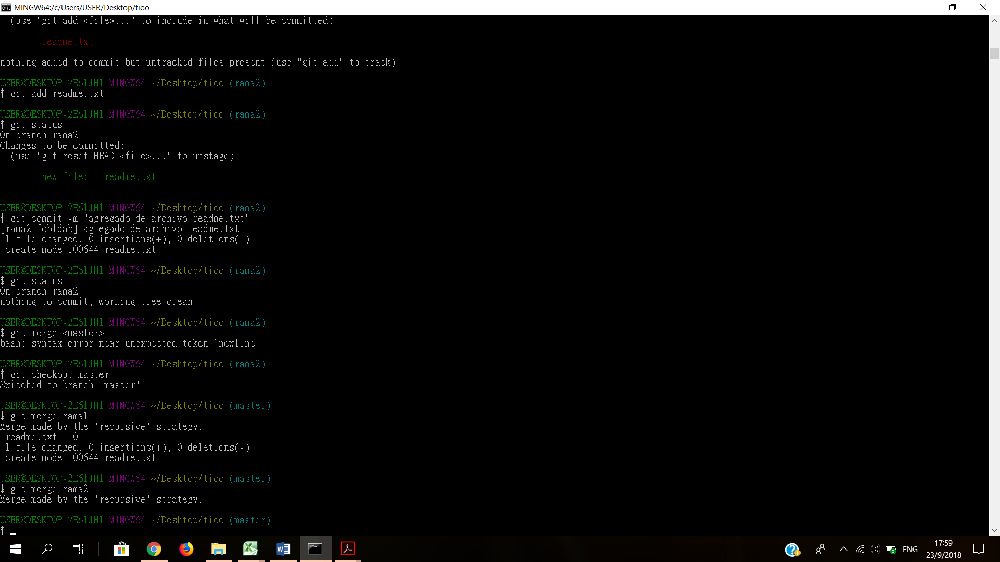 MINGW64:/c/Users/USER/Desktop/tioo
(use "git add <file>..." to include in what will be committed)
readme.txt
nothing added to commit but untracked files present (use "git add" to track)
USER@DESKTOP-2E61JH1 MINGW64 ~/Desktop/tioo (rama2)
$ git add readme.txt
USER@DESKTOP-2E61JH1 MINGW64 ~/Desktop/tioo (rama2)
$ git status
On branch rama2
Changes to be committed:
(use "git reset HEAD <file>..." to unstage)
new file:   readme.txt
USER@DESKTOP-2E61JH1 MINGW64 ~/Desktop/tioo (rama2)
$ git commit -m "agregado de archivo readme.txt"
[rama2 fcb1dab] agregado de archivo readme.txt
1 file changed, 0 insertions(+), 0 deletions(-)
create mode 100644 readme.txt
USER@DESKTOP-2E61JH1 MINGW64 ~/Desktop/tioo (rama2)
$ git status
On branch rama2
nothing to commit, working tree clean
USER@DESKTOP-2E61JH1 MINGW64 ~/Desktop/tioo (rama2)
$ git merge <master>
bash: syntax error near unexpected token `newline'
USER@DESKTOP-2E61JH1 MINGW64 ~/Desktop/tioo (rama2)
$ git checkout master
Switched to branch 'master'
USER@DESKTOP-2E61JH1 MINGW64 ~/Desktop/tioo (master)
$ git merge rama1
Merge made by the 'recursive' strategy.
readme.txt | 0
1 file changed, 0 insertions(+), 0 deletions(-)
create mode 100644 readme.txt
USER@DESKTOP-2E61JH1 MINGW64 ~/Desktop/tioo (master)
$ git merge rama2
Merge made by the 'recursive' strategy.
USER@DESKTOP-2E61JH1 MINGW64 ~/Desktop/tioo (master)
$
ENG
17:59
23/9/2018